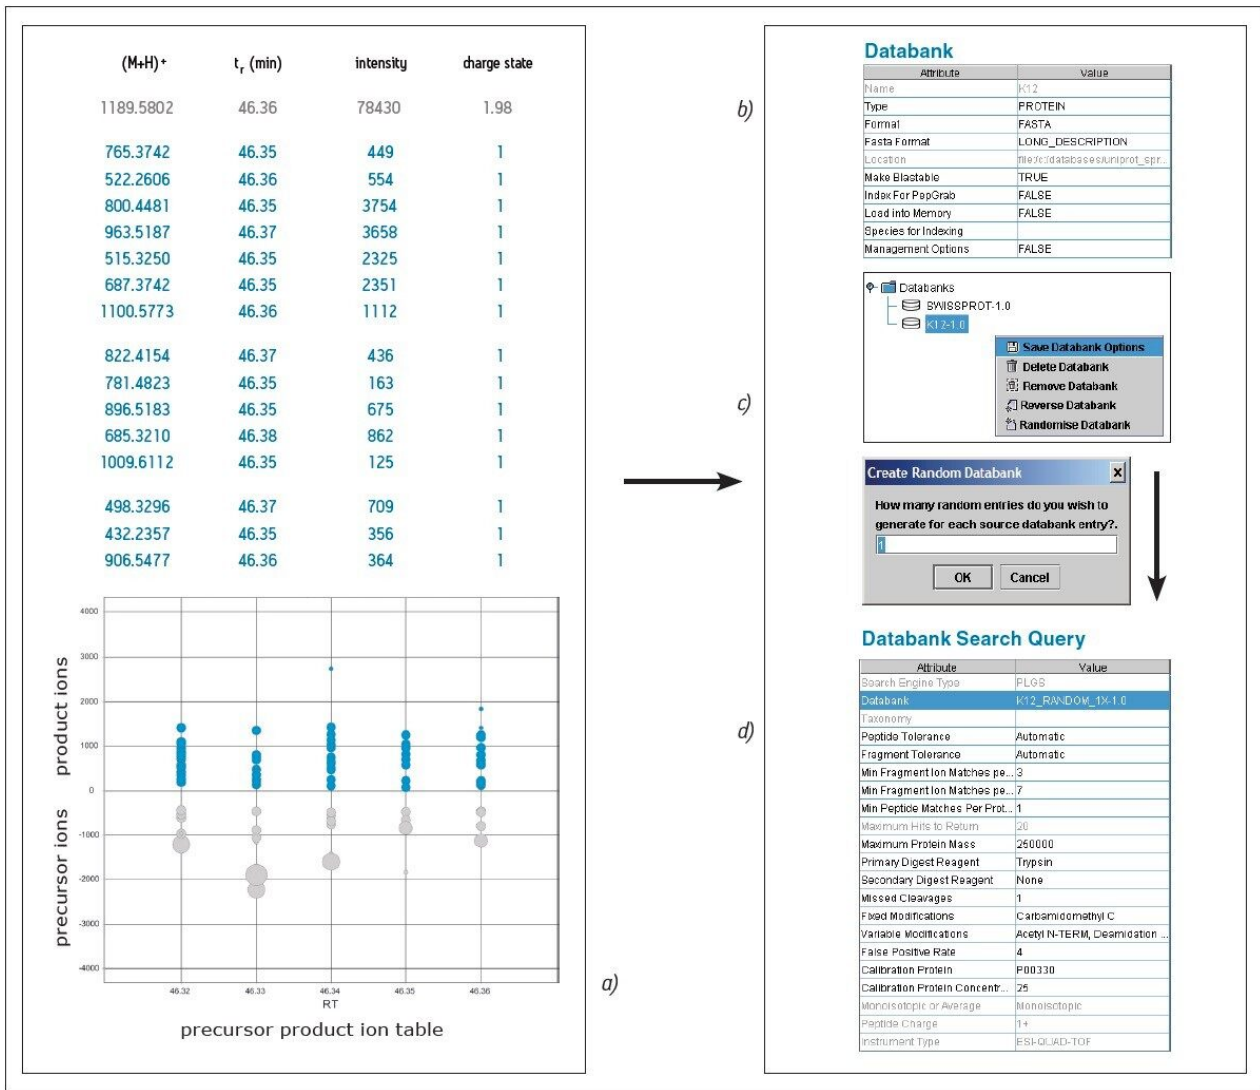 (M+H)+ tr (min) intensity charge state
1189.5802 46.36 78430 1.98
765.3742 46.35 449 1
522.2606 46.36 554 1
800.4481 46.35 3754 1
963.5187 46.37 3658 1
515.3250 46.35 2325 1
687.3742 46.35 2351 1
1100.5773 46.36 1112 1
822.4154 46.37 436 1
781.4823 46.35 163 1
896.5183 46.35 675 1
685.3210 46.38 862 1
1009.6112 46.35 125 1
498.3296 46.37 709 1
432.2357 46.35 356 1
906.5477 46.36 364 1
product ions
precursor ions
4000
3000
2000
1000
0
-1000
-2000
-3000
-4000
46.32 46.33 46.34 46.35 46.36
RT
precursor product ion table
a)
b)
Databank
Attribute Value
Name K12
Type PROTEIN
Format FASTA
Fasta Format LONG_DESCRIPTION
Location file:/c:/databases/uniprot_spr...
Make Blastable TRUE
Index For PepGrab FALSE
Load into Memory FALSE
Species for Indexing
Management Options FALSE
c)
Databanks
SWISSPROT-1.0
K12-1.0
Save Databank Options
Delete Databank
Remove Databank
Reverse Databank
Randomise Databank
Create Random Databank
How many random entries do you wish to
generate for each source databank entry?.
1
OK Cancel
d)
Databank Search Query
Attribute Value
Search Engine Type PLGS
Databank K12_RANDOM_1X-1.0
Taxonomy
Peptide Tolerance Automatic
Fragment Tolerance Automatic
Min Fragment Ion Matches pe... 3
Min Fragment Ion Matches pe... 7
Min Peptide Matches Per Prot... 1
Maximum Hits to Return 20
Maximum Protein Mass 250000
Primary Digest Reagent Trypsin
Secondary Digest Reagent None
Missed Cleavages 1
Fixed Modifications Carbamidomethyl C
Variable Modifications Acetyl N-TERM, Deamidation ...
False Positive Rate 4
Calibration Protein P00330
Calibration Protein Concentr... 25
Monoisotopic or Average Monoisotopic
Peptide Charge 1+
Instrument Type ESI-QUAD-TOF